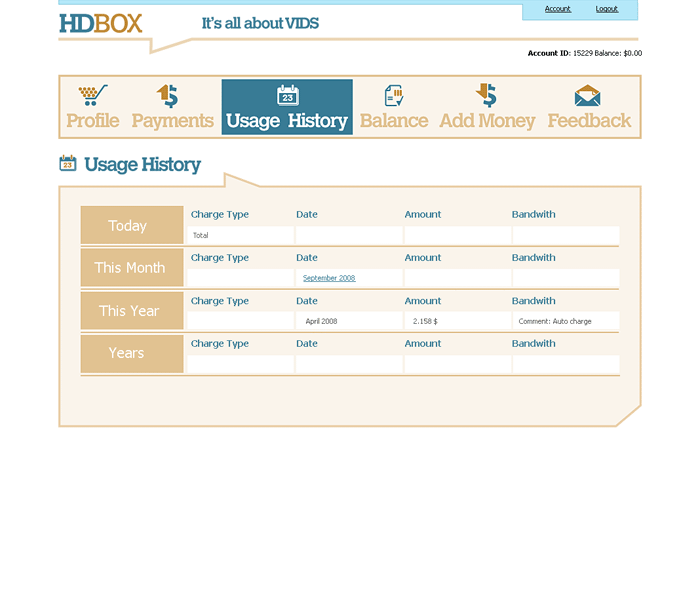 Account Logout
HDBOX It's all about VIDS
Account ID: 15229 Balance: $0.00
23
Profile Payments Usage History Balance Add Money Feedback
23 Usage History
Charge Type Date Amount Bandwith
Today
Total
Charge Type Date Amount Bandwith
This Month
September 2008
Charge Type Date Amount Bandwith
This Year
April 2008 2.158 $ Comment: Auto charge
Charge Type Date Amount Bandwith
Years